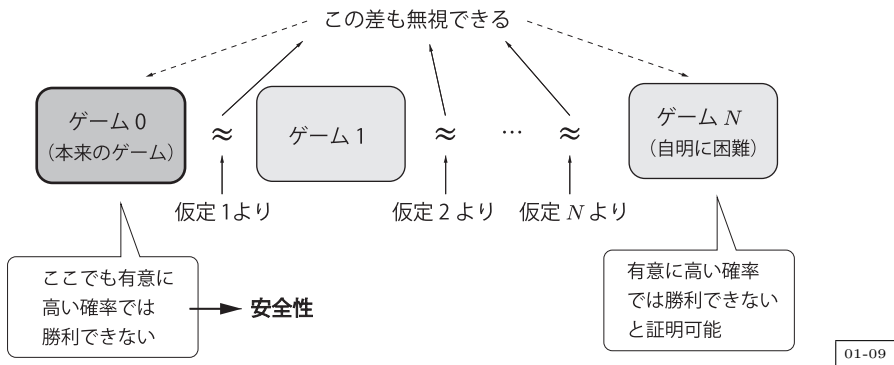 この差も無視できる
ゲーム 0
（本来のゲーム）
≈
ゲーム 1
≈
…
≈
ゲーム N
（自明に困難）
仮定 1より
仮定 2 より
仮定 N より
ここでも有意に
高い確率では
勝利できない
安全性
有意に高い確率
では勝利できない
と証明可能
01-09